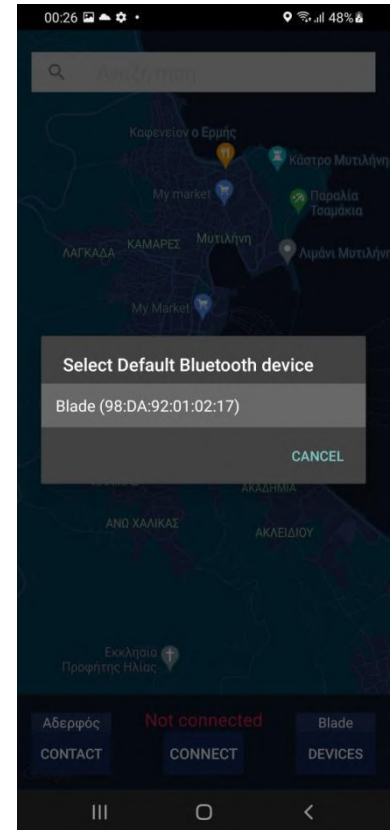 00:26
48%
Αναζήτηση
Καφενείον ο Ερμής
Κάστρο Μυτιλήνη
My market
Παραλία
Τσαμάκια
ΛΑΓΚΑΔΑ
ΚΑΜΑΡΕΣ
Μυτιλήνη
Λιμάνι Μυτιλήνη
My Market
Select Default Bluetooth device
Blade (98:DA:92:01:02:17)
CANCEL
ΑΚΑΔΗΜΙΑ
ΑΝΩ ΧΑΛΙΚΑΣ
ΑΚΛΕΙΔΙΟΥ
Εκκλησία
Προφήτης Ηλίας
Αδερφός
Not connected
Blade
CONTACT
CONNECT
DEVICES